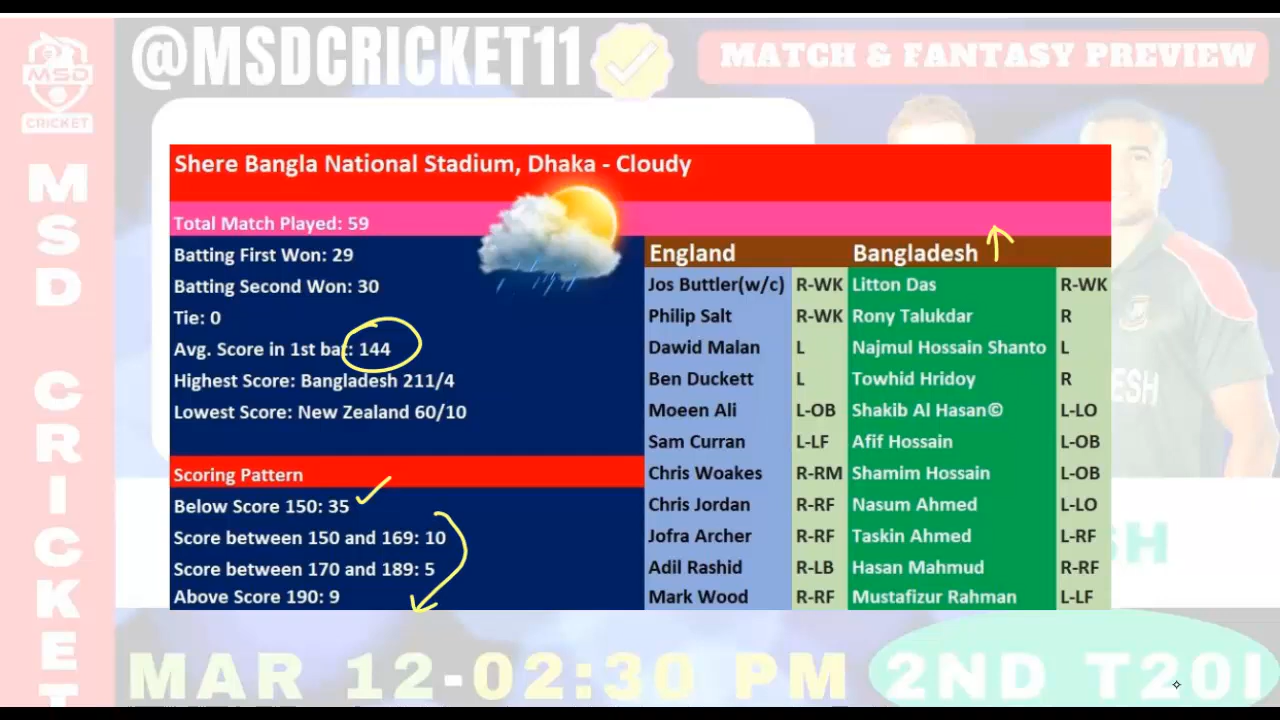 @MSDCRICKET11
MATCH & FANTASY PREVIEW
MSD
CRICKET
MSD CRICKET
Shere Bangla National Stadium, Dhaka - Cloudy
Total Match Played: 59
Batting First Won: 29
Batting Second Won: 30
Tie: 0
Avg. Score in 1st bat: 144
Highest Score: Bangladesh 211/4
Lowest Score: New Zealand 60/10
Scoring Pattern
Below Score 150: 35
Score between 150 and 169: 10
Score between 170 and 189: 5
Above Score 190: 9
England Bangladesh
Jos Buttler(w/c) R-WK Litton Das R-WK
Philip Salt R-WK Rony Talukdar R
Dawid Malan L Najmul Hossain Shanto L
Ben Duckett L Towhid Hridoy R
Moeen Ali L-OB Shakib Al Hasan© L-LO
Sam Curran L-LF Afif Hossain L-OB
Chris Woakes R-RM Shamim Hossain L-OB
Chris Jordan R-RF Nasum Ahmed L-LO
Jofra Archer R-RF Taskin Ahmed L-RF
Adil Rashid R-LB Hasan Mahmud R-RF
Mark Wood R-RF Mustafizur Rahman L-LF
MAR 12-02:30 PM 2ND T20I